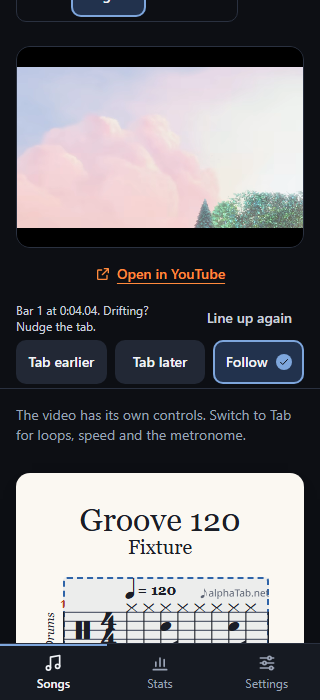 Open in YouTube
Bar 1 at 0:04.04. Drifting?
Nudge the tab.
Line up again
Tab earlier
Tab later
Follow
The video has its own controls. Switch to Tab
for loops, speed and the metronome.
Groove 120
Fixture
= 120
alphaTab.net
1
Songs
Stats
Settings